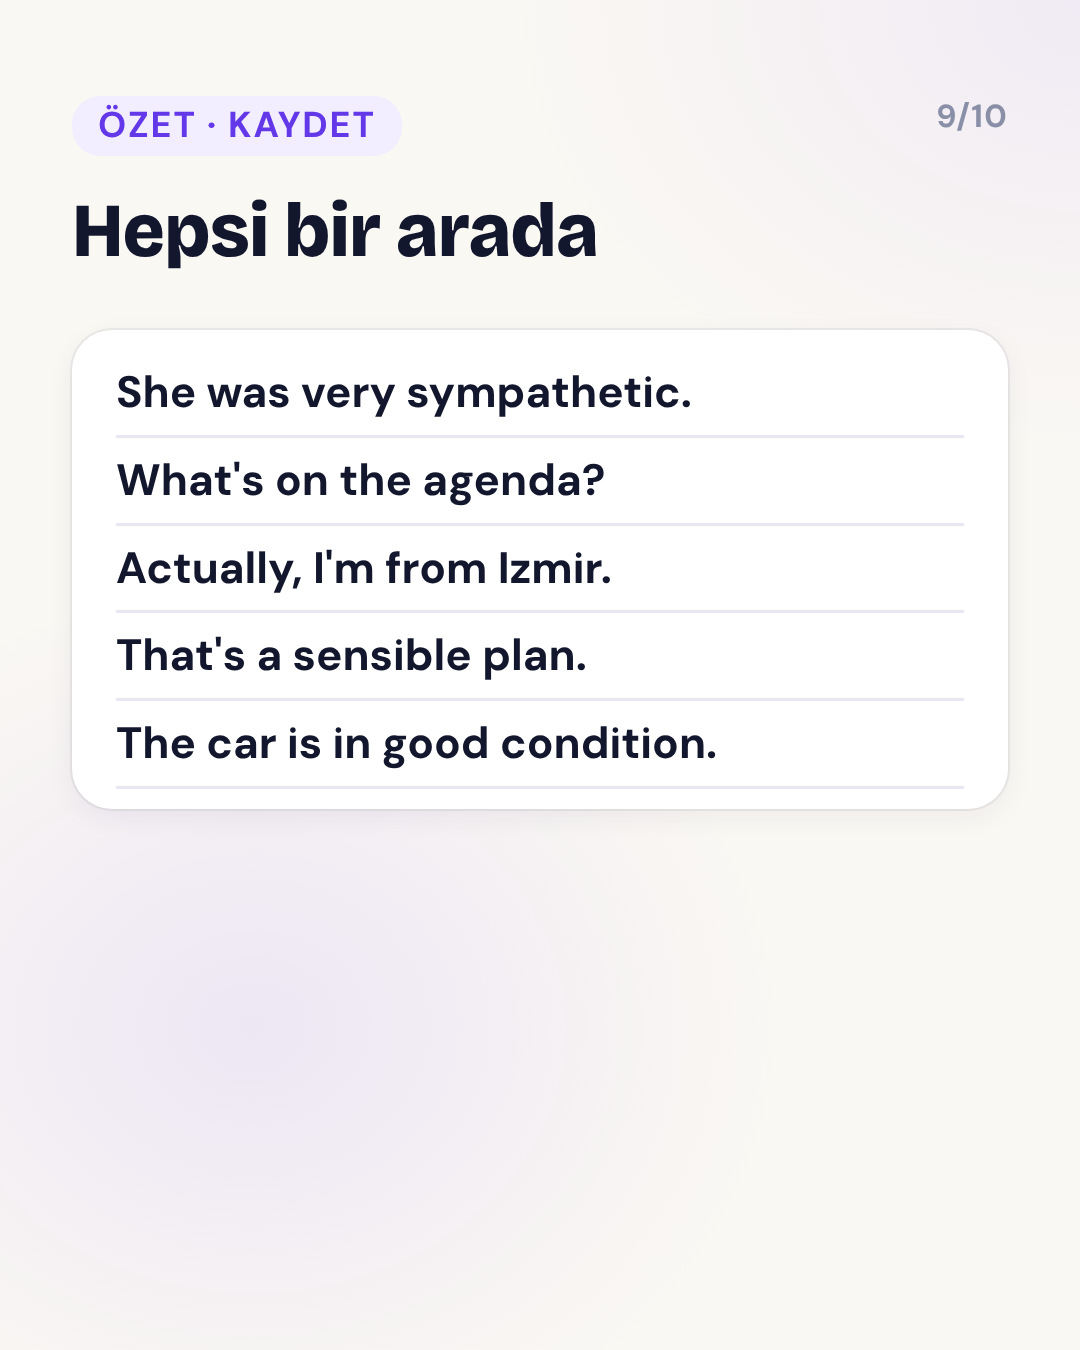 ÖZET · KAYDET
9/10
Hepsi bir arada
She was very sympathetic.
What's on the agenda?
Actually, I'm from Izmir.
That's a sensible plan.
The car is in good condition.